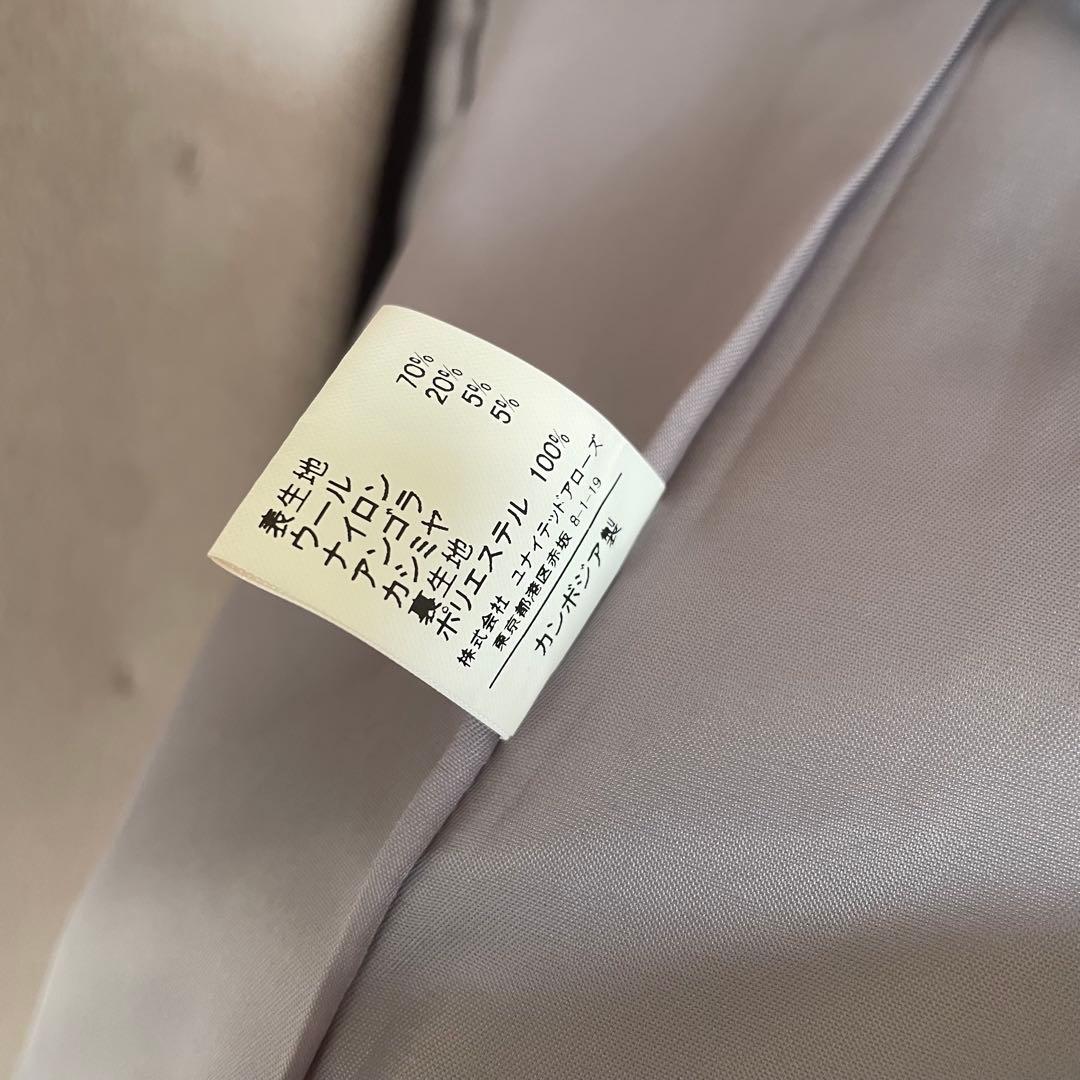 表生地
ウール 70%
ナイロン 20%
アンゴラ 5%
カシミヤ 5%
裏生地
ポリエステル 100%
株式会社 ユナイテッドアローズ
東京都港区赤坂 8-1-19
カンボジア製